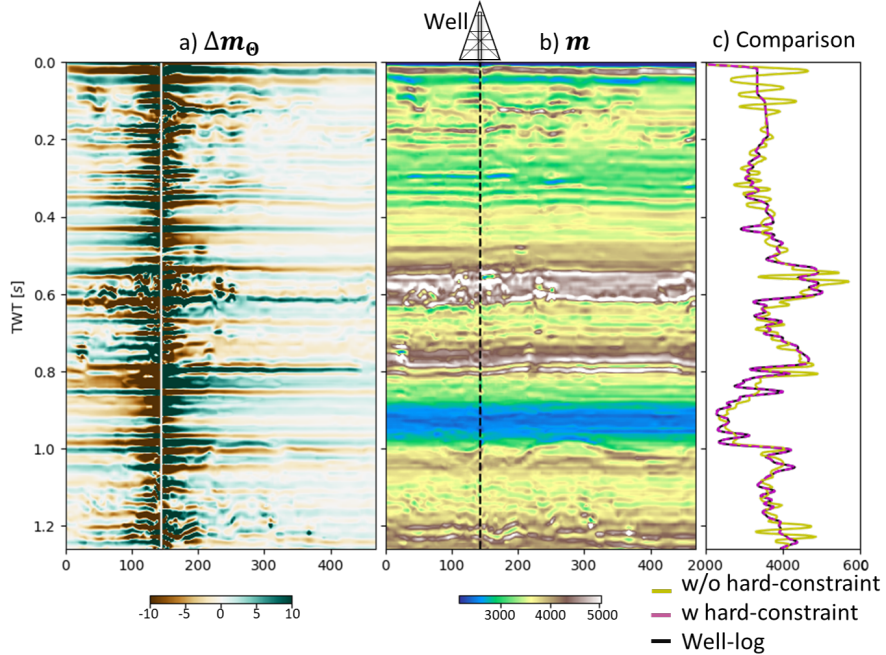 Well
a) Δm_Θ
b) m
c) Comparison
TWT [s]
0.0
0.2
0.4
0.6
0.8
1.0
1.2
0 100 200 300 400
0 100 200 300 400
2000 4000 600
-10 -5 0 5 10
3000 4000 5000
w/o hard-constraint
w hard-constraint
Well-log